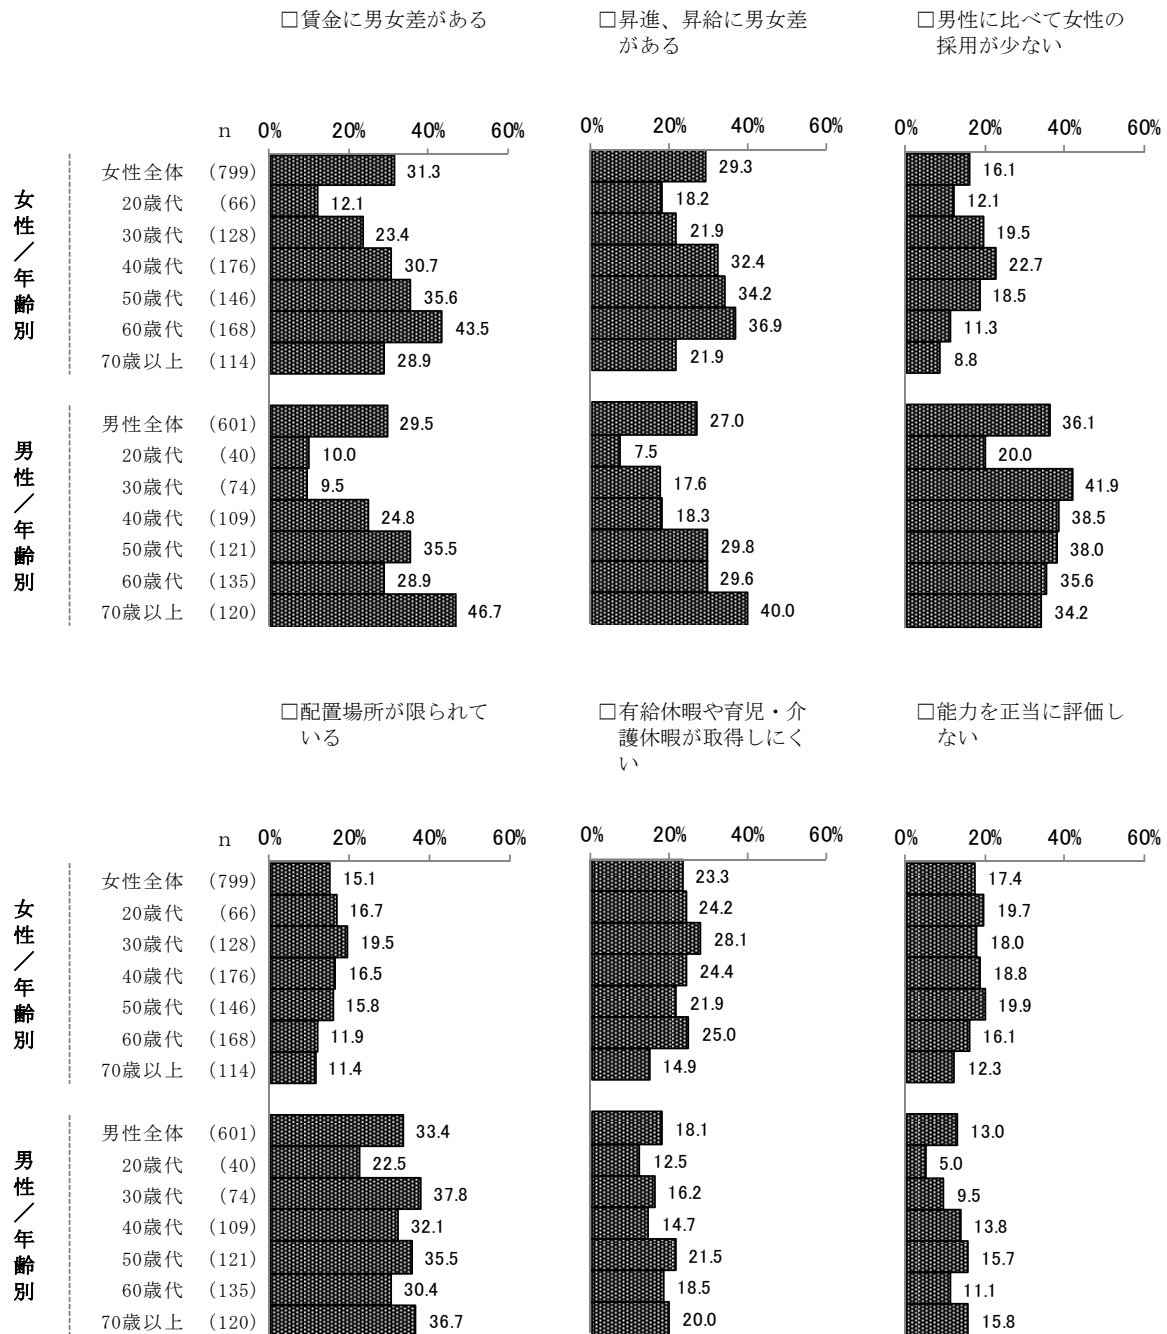 □賃金に男女差がある
□昇進、昇給に男女差
がある
□男性に比べて女性の
採用が少ない
n 0% 20% 40% 60% 0% 20% 40% 60% 0% 20% 40% 60%
女性／年齢別
女性全体 (799) 31.3 29.3 16.1
20歳代 (66) 12.1 18.2 12.1
30歳代 (128) 23.4 21.9 19.5
40歳代 (176) 30.7 32.4 22.7
50歳代 (146) 35.6 34.2 18.5
60歳代 (168) 43.5 36.9 11.3
70歳以上 (114) 28.9 21.9 8.8
男性／年齢別
男性全体 (601) 29.5 27.0 36.1
20歳代 (40) 10.0 7.5 20.0
30歳代 (74) 9.5 17.6 41.9
40歳代 (109) 24.8 18.3 38.5
50歳代 (121) 35.5 29.8 38.0
60歳代 (135) 28.9 29.6 35.6
70歳以上 (120) 46.7 40.0 34.2
□配置場所が限られて
いる
□有給休暇や育児・介
護休暇が取得しにく
い
□能力を正当に評価し
ない
n 0% 20% 40% 60% 0% 20% 40% 60% 0% 20% 40% 60%
女性／年齢別
女性全体 (799) 15.1 23.3 17.4
20歳代 (66) 16.7 24.2 19.7
30歳代 (128) 19.5 28.1 18.0
40歳代 (176) 16.5 24.4 18.8
50歳代 (146) 15.8 21.9 19.9
60歳代 (168) 11.9 25.0 16.1
70歳以上 (114) 11.4 14.9 12.3
男性／年齢別
男性全体 (601) 33.4 18.1 13.0
20歳代 (40) 22.5 12.5 5.0
30歳代 (74) 37.8 16.2 9.5
40歳代 (109) 32.1 14.7 13.8
50歳代 (121) 35.5 21.5 15.7
60歳代 (135) 30.4 18.5 11.1
70歳以上 (120) 36.7 20.0 15.8